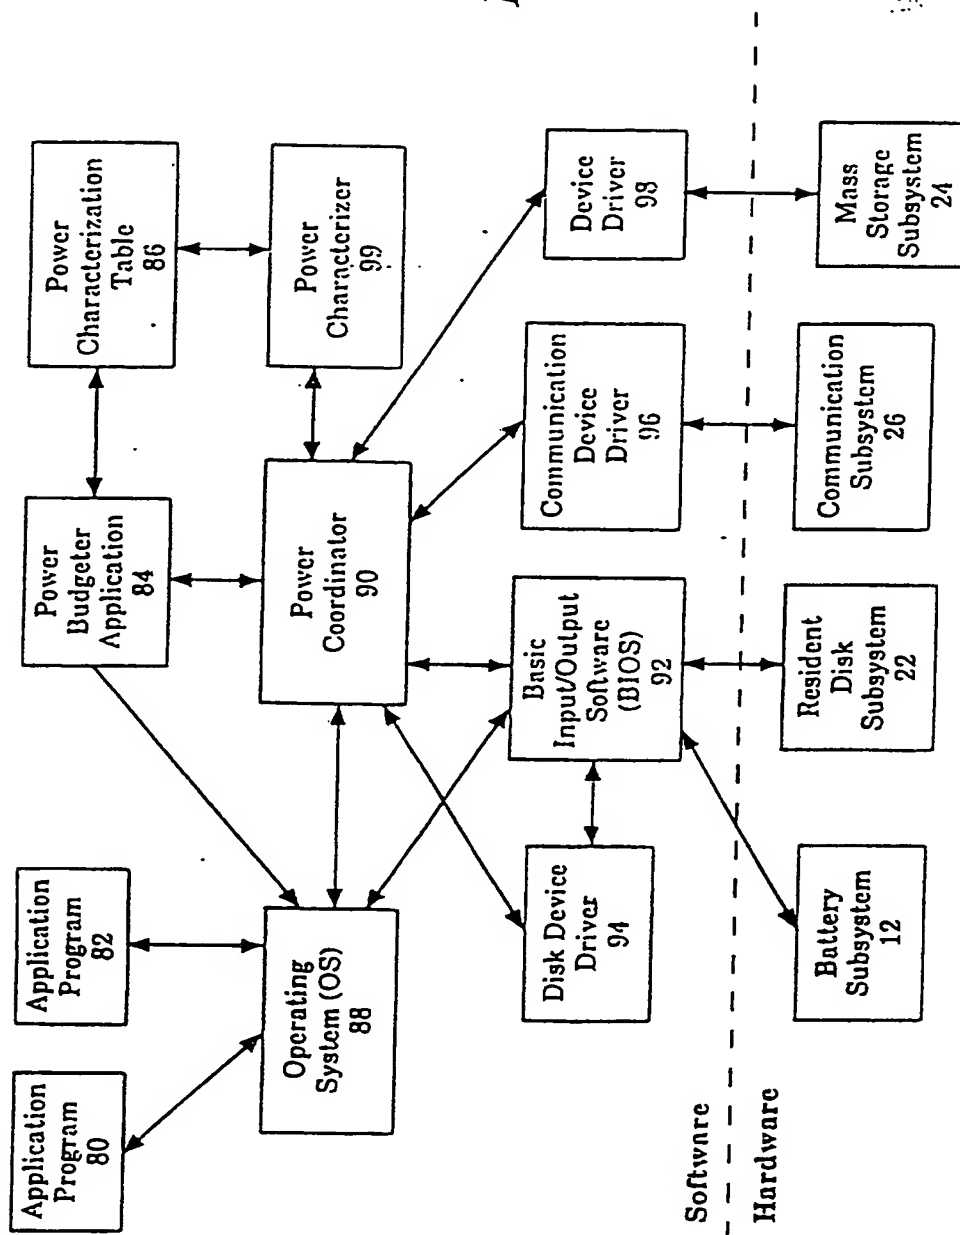 Application
Program
80
Application
Program
82
Power
Budgeter
Application
84
Power
Characterization
Table
86
Operating
System (OS)
88
Power
Coordinator
90
Power
Characterizer
99
Disk Device
Driver
94
Basic
Input/Output
Software
(BIOS)
92
Communication
Device
Driver
96
Device
Driver
98
Software
Hardware
Battery
Subsystem
12
Resident
Disk
Subsystem
22
Communication
Subsystem
26
Mass
Storage
Subsystem
24